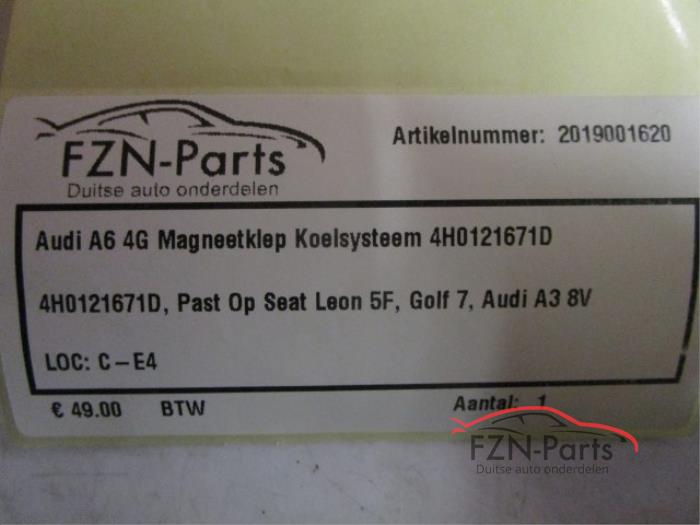 FZN-Parts
Duitse auto onderdelen
Artikelnummer: 2019001620
Audi A6 4G Magneetklep Koelsysteem 4H0121671D
4H0121671D, Past Op Seat Leon 5F, Golf 7, Audi A3 8V
LOC: C-E4
€ 49.00 BTW Aantal: 1
FZN-Parts
Duitse auto onderdelen